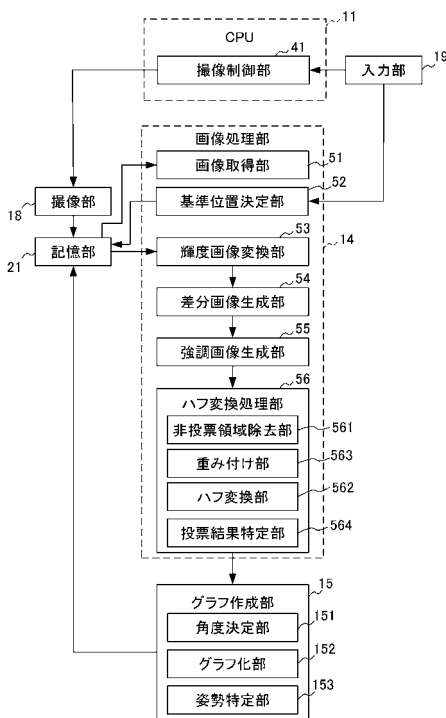 11
CPU
41
撮像制御部
入力部
19
画像処理部
画像取得部
51
52
基準位置決定部
撮像部
18
記憶部
21
53
輝度画像変換部
14
54
差分画像生成部
55
強調画像生成部
56
ハフ変換処理部
非投票領域除去部
561
重み付け部
563
ハフ変換部
562
投票結果特定部
564
15
グラフ作成部
角度決定部
151
グラフ化部
152
姿勢特定部
153